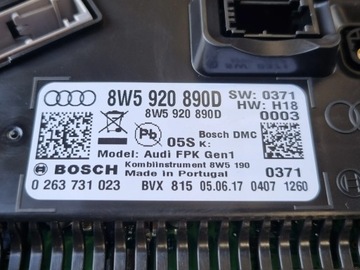 8W5 920 890D
SW: 0371
8W5 920 890D
HW: H18
0003
Pb
05S K:
Bosch DMC
Model: Audi FPK Gen1
Kombiinstrument 8W5 190
BOSCH
Made in Portugal
0371
0 263 731 023
BVX 815
05.06.17
0407
1260